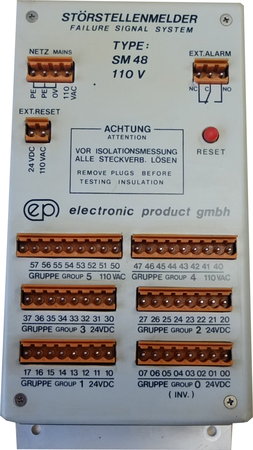 STÖRSTELLENMELDER
FAILURE SIGNAL SYSTEM
NETZ MAINS
TYPE:
SM 48
110 V
EXT.ALARM
PE
PE
OV
110 VAC
NC C NO
EXT.RESET
24 VDC
110 VAC
ACHTUNG
ATTENTION
VOR ISOLATIONSMESSUNG
ALLE STECKVERB. LÖSEN
REMOVE PLUGS BEFORE
TESTING INSULATION
RESET
ep electronic product gmbh
57 56 55 54 53 52 51 50
GRUPPE GROUP 5 110 VAC
47 46 45 44 43 42 41 40
GRUPPE GROUP 4 110 VAC
37 36 35 34 33 32 31 30
GRUPPE GROUP 3 24VDC
27 26 25 24 23 22 21 20
GRUPPE GROUP 2 24VDC
17 16 15 14 13 12 11 10
GRUPPE GROUP 1 24VDC
07 06 05 04 03 02 01 00
GRUPPE GROUP 0 24VDC
(INV.)